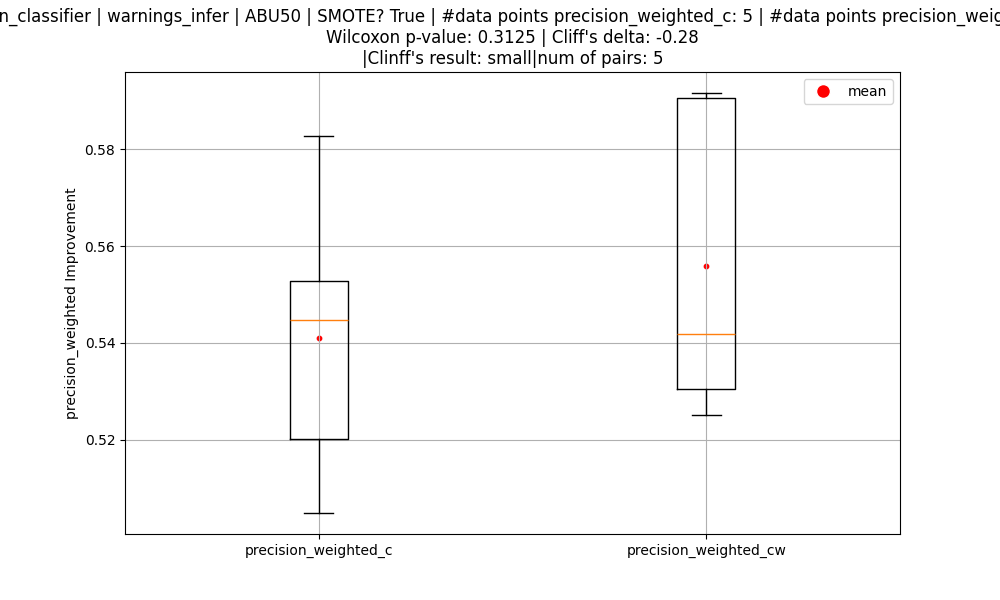 n_classifier | warnings_infer | ABU50 | SMOTE? True | #data points precision_weighted_c: 5 | #data points
Wilcoxon p-value: 0.3125 | Cliff's delta: -0.28
|Clinff's result: small|num of pairs: 5
mean
precision_weighted Improvement
0.58
0.56
0.54
0.52
precision_weighted_c
precision_weighted_cw